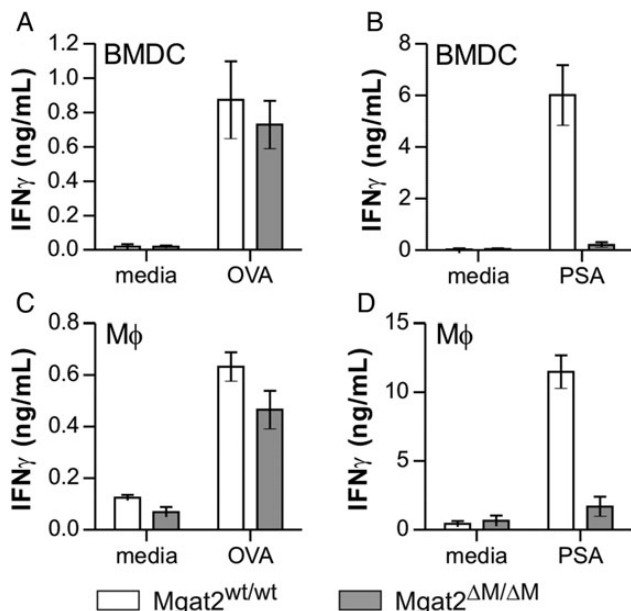 A
BMDC
IFNγ (ng/mL)
1.2
1.0
0.8
0.6
0.4
0.2
0.0
media
OVA
B
BMDC
IFNγ (ng/mL)
8
6
4
2
0
media
PSA
C
Mϕ
IFNγ (ng/mL)
0.8
0.6
0.4
0.2
0.0
media
OVA
D
Mϕ
IFNγ (ng/mL)
15
10
5
0
media
PSA
Mgat2wt/wt
Mgat2ΔM/ΔM